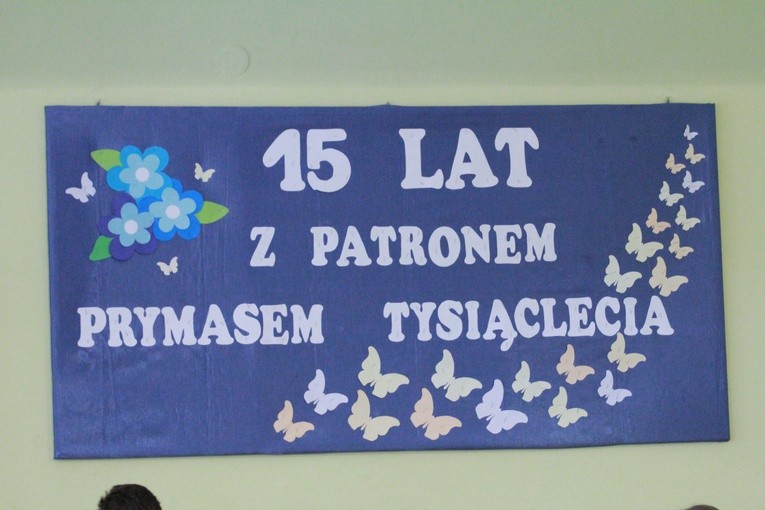 15 LAT
Z PATRONEM
PRYMASEM TYSIĄCLECIA